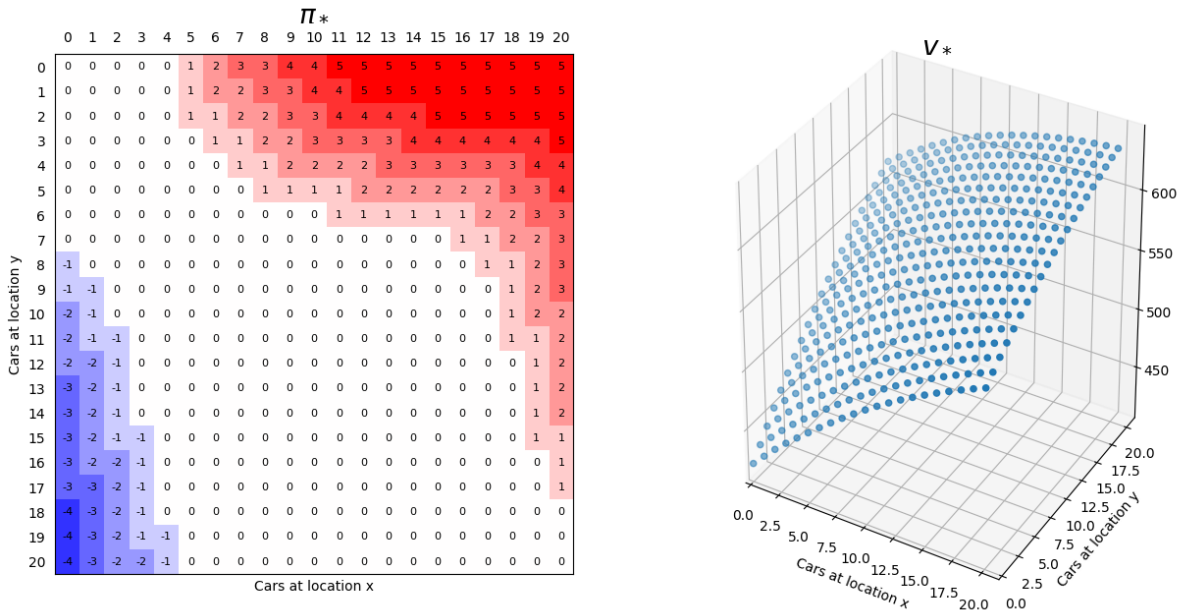 π*
0 1 2 3 4 5 6 7 8 9 10 11 12 13 14 15 16 17 18 19 20
0 0 0 0 0 0 1 2 3 3 4 4 5 5 5 5 5 5 5 5 5 5
1 0 0 0 0 0 1 2 2 3 3 4 4 5 5 5 5 5 5 5 5 5
2 0 0 0 0 0 1 1 2 2 3 3 4 4 4 4 5 5 5 5 5 5
3 0 0 0 0 0 0 1 1 2 2 3 3 3 3 4 4 4 4 4 4 5
4 0 0 0 0 0 0 0 1 1 2 2 2 2 3 3 3 3 3 3 4 4
5 0 0 0 0 0 0 0 0 1 1 1 1 2 2 2 2 2 2 3 3 4
6 0 0 0 0 0 0 0 0 0 0 0 1 1 1 1 1 1 2 2 3 3
7 0 0 0 0 0 0 0 0 0 0 0 0 0 0 0 0 1 1 2 2 3
8 -1 0 0 0 0 0 0 0 0 0 0 0 0 0 0 0 0 1 1 2 3
9 -1 -1 0 0 0 0 0 0 0 0 0 0 0 0 0 0 0 0 1 2 3
10 -2 -1 0 0 0 0 0 0 0 0 0 0 0 0 0 0 0 0 1 2 2
11 -2 -1 -1 0 0 0 0 0 0 0 0 0 0 0 0 0 0 0 1 1 2
12 -2 -2 -1 0 0 0 0 0 0 0 0 0 0 0 0 0 0 0 0 1 2
13 -3 -2 -1 0 0 0 0 0 0 0 0 0 0 0 0 0 0 0 0 1 2
14 -3 -2 -1 0 0 0 0 0 0 0 0 0 0 0 0 0 0 0 0 1 2
15 -3 -2 -1 -1 0 0 0 0 0 0 0 0 0 0 0 0 0 0 0 1 1
16 -3 -2 -2 -1 0 0 0 0 0 0 0 0 0 0 0 0 0 0 0 0 1
17 -3 -3 -2 -1 0 0 0 0 0 0 0 0 0 0 0 0 0 0 0 0 1
18 -4 -3 -2 -1 0 0 0 0 0 0 0 0 0 0 0 0 0 0 0 0 0
19 -4 -3 -2 -1 -1 0 0 0 0 0 0 0 0 0 0 0 0 0 0 0 0
20 -4 -3 -2 -2 -1 0 0 0 0 0 0 0 0 0 0 0 0 0 0 0 0
Cars at location y
Cars at location x
v*
600
550
500
450
0.0 2.5 5.0 7.5 10.0 12.5 15.0 17.5 20.0
Cars at location x
0.0 2.5 5.0 7.5 10.0 12.5 15.0 17.5 20.0
Cars at location y